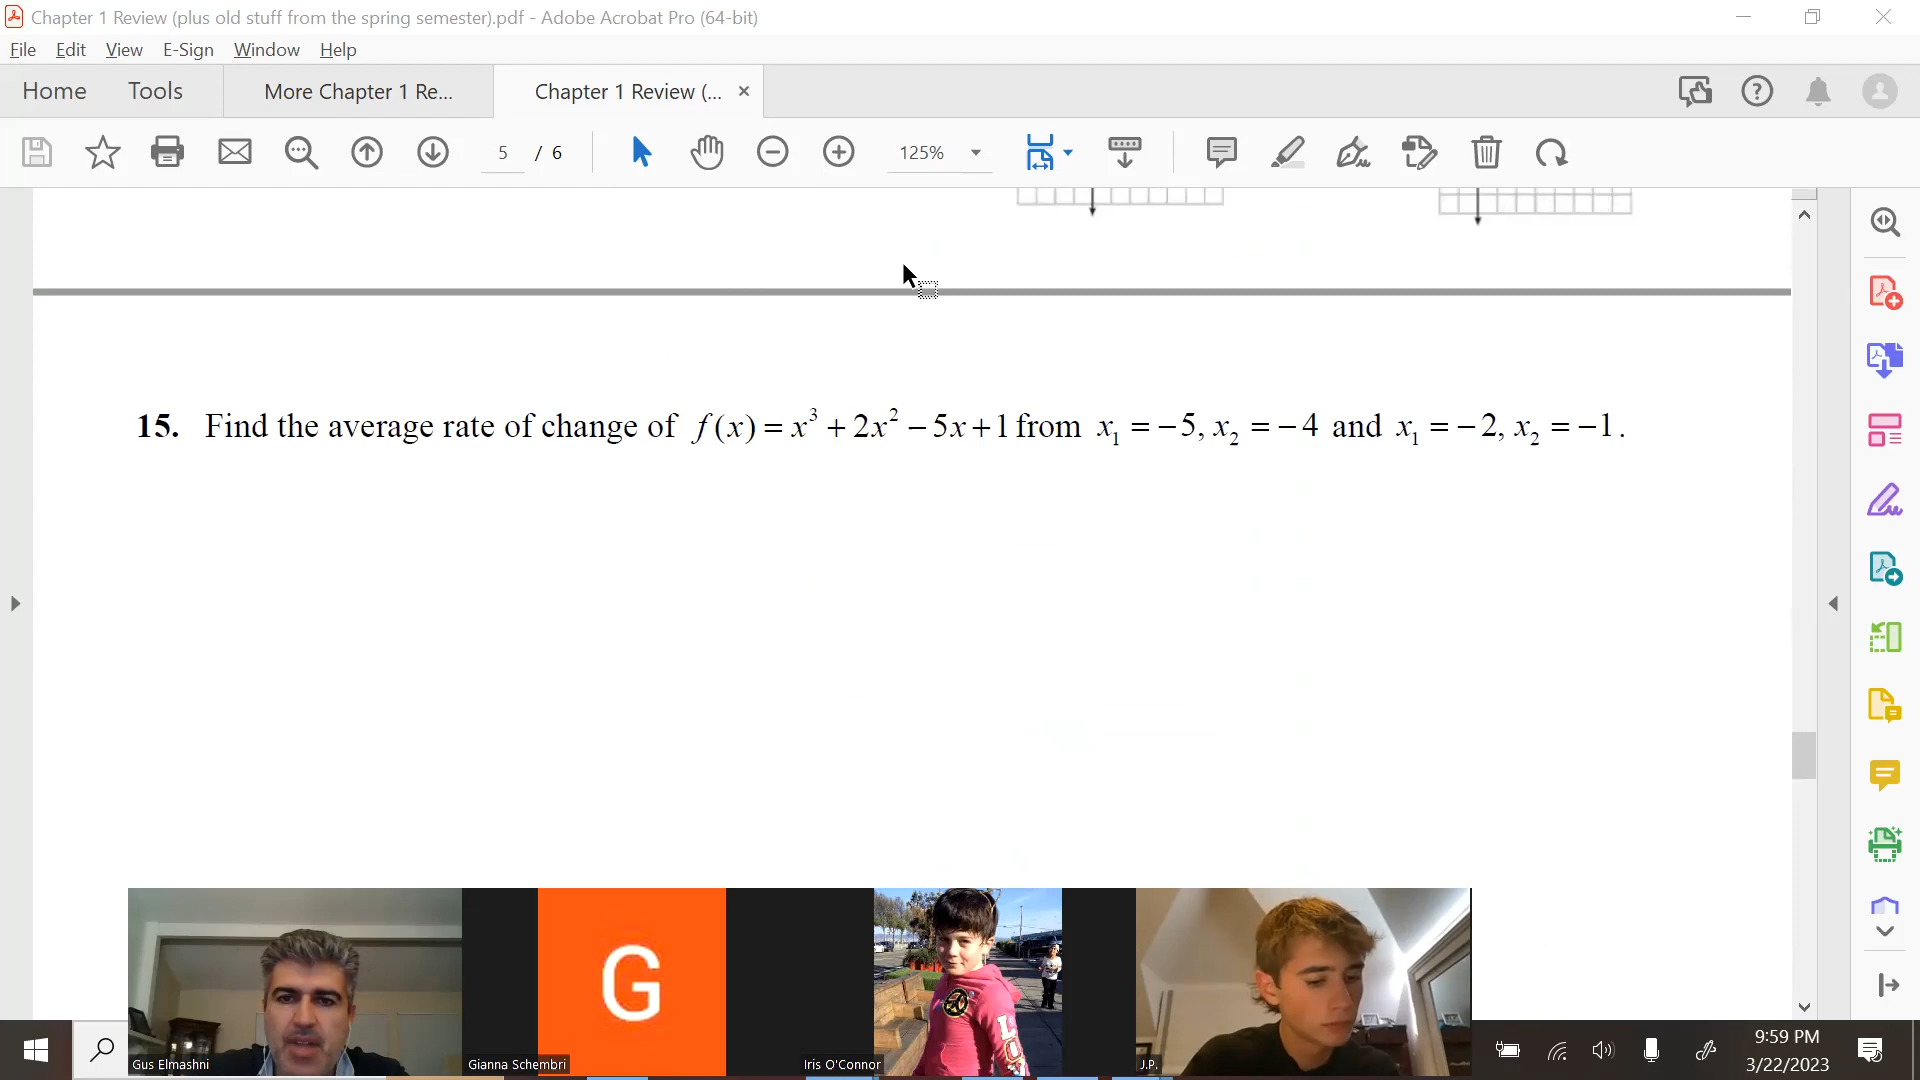 Chapter 1 Review (plus old stuff from the spring semester).pdf - Adobe Acrobat Pro (64-bit)
File Edit View E-Sign Window Help
Home Tools More Chapter 1 Re... Chapter 1 Review (... ×
5 / 6 125%
15. Find the average rate of change of f(x) = x³ + 2x² − 5x + 1 from x₁ = −5, x₂ = −4 and x₁ = −2, x₂ = −1.
G
Gus Elmashni Gianna Schembri Iris O'Connor J.P.
9:59 PM
3/22/2023